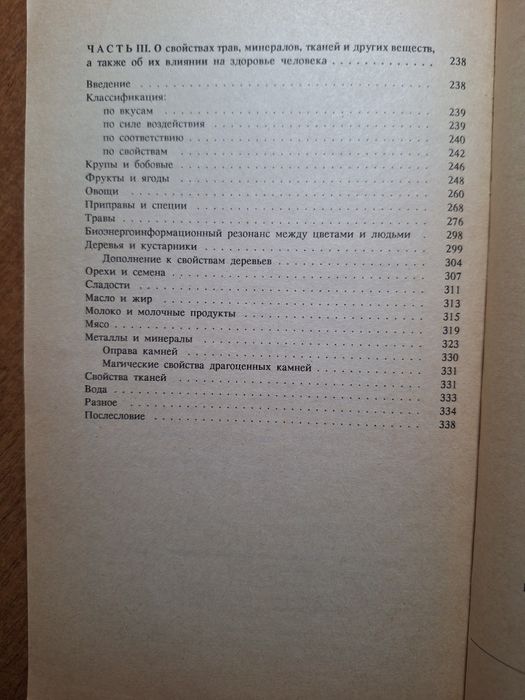 ЧАСТЬ III. О свойствах трав, минералов, тканей и других веществ,
а также об их влиянии на здоровье человека . . . . . . . . . . . . . 238
Введение . . . . . . . . . . . . . . . . . . . . . . . . . . . . . . 238
Классификация:
по вкусам . . . . . . . . . . . . . . . . . . . . . . . . . . . . 239
по силе воздействия . . . . . . . . . . . . . . . . . . . . . . . 239
по соответствию . . . . . . . . . . . . . . . . . . . . . . . . . 240
по свойствам . . . . . . . . . . . . . . . . . . . . . . . . . . . 242
Крупы и бобовые . . . . . . . . . . . . . . . . . . . . . . . . . . 246
Фрукты и ягоды . . . . . . . . . . . . . . . . . . . . . . . . . . 248
Овощи . . . . . . . . . . . . . . . . . . . . . . . . . . . . . . . 260
Приправы и специи . . . . . . . . . . . . . . . . . . . . . . . . . 268
Травы . . . . . . . . . . . . . . . . . . . . . . . . . . . . . . . 276
Биоэнергоинформационный резонанс между цветами и людьми 298
Деревья и кустарники . . . . . . . . . . . . . . . . . . . . . . . 299
Дополнение к свойствам деревьев . . . . . . . . . . . . . . . . . 304
Орехи и семена . . . . . . . . . . . . . . . . . . . . . . . . . . 307
Сладости . . . . . . . . . . . . . . . . . . . . . . . . . . . . . 311
Масло и жир . . . . . . . . . . . . . . . . . . . . . . . . . . . . 313
Молоко и молочные продукты . . . . . . . . . . . . . . . . . . . . 315
Мясо . . . . . . . . . . . . . . . . . . . . . . . . . . . . . . . 319
Металлы и минералы . . . . . . . . . . . . . . . . . . . . . . . . 323
Оправа камней . . . . . . . . . . . . . . . . . . . . . . . . . . 330
Магические свойства драгоценных камней . . . . . . . . . . . . . . 331
Свойства тканей . . . . . . . . . . . . . . . . . . . . . . . . . . 331
Вода . . . . . . . . . . . . . . . . . . . . . . . . . . . . . . . 333
Разное . . . . . . . . . . . . . . . . . . . . . . . . . . . . . . 334
Послесловие . . . . . . . . . . . . . . . . . . . . . . . . . . . . 338